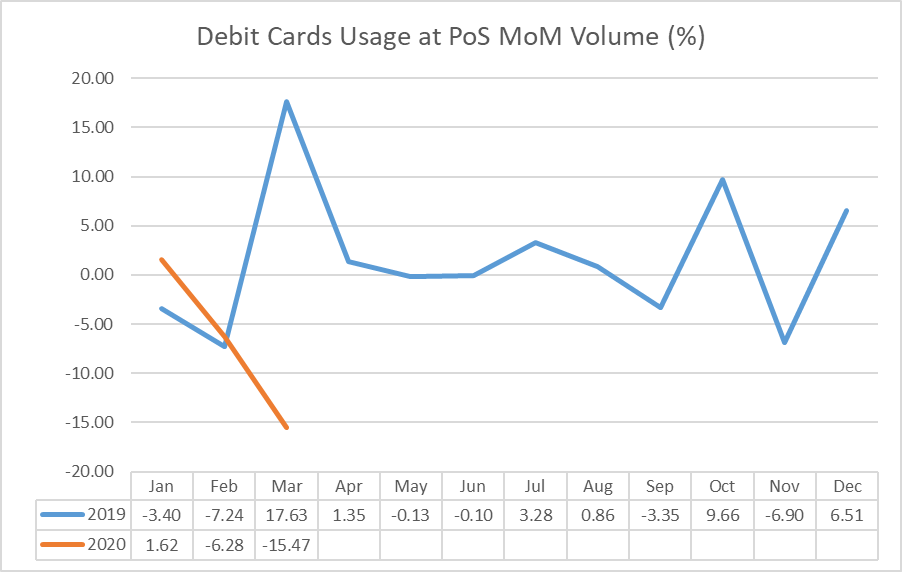 Debit Cards Usage at PoS MoM Volume (%)
20.00
15.00
10.00
5.00
0.00
-5.00
-10.00
-15.00
-20.00
Jan Feb Mar Apr May Jun Jul Aug Sep Oct Nov Dec
2019 -3.40 -7.24 17.63 1.35 -0.13 -0.10 3.28 0.86 -3.35 9.66 -6.90 6.51
2020 1.62 -6.28 -15.47